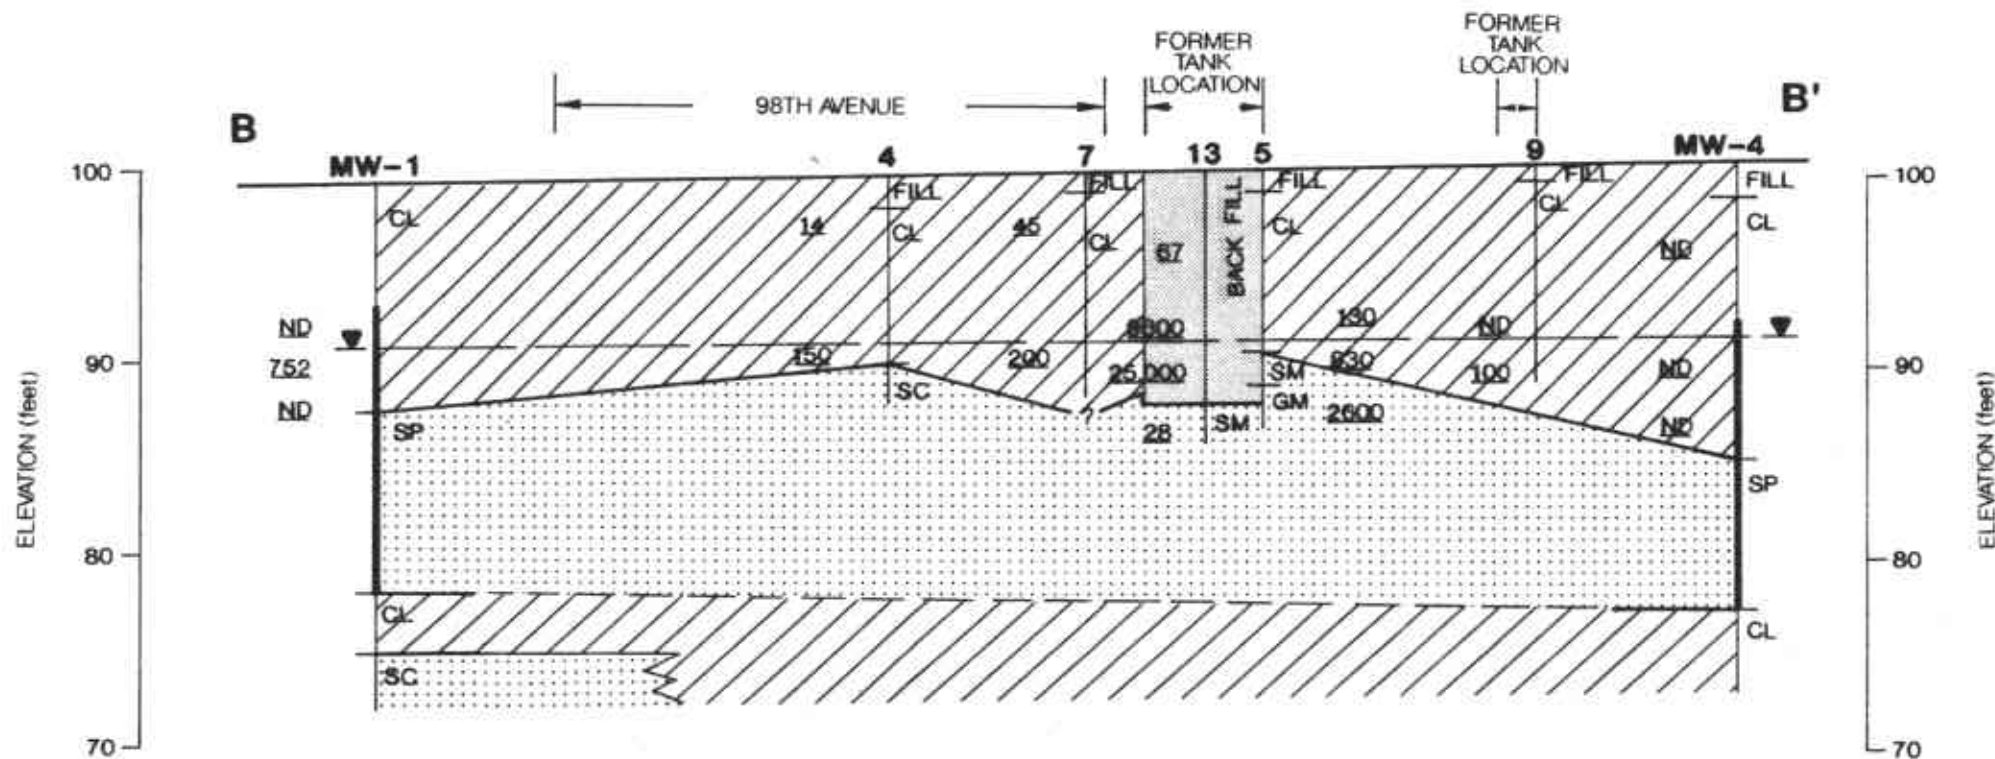 FORMER
TANK
LOCATION
FORMER
TANK
LOCATION
98TH AVENUE
B
B'
MW-1
4
7
13
5
9
MW-4
100
100
FILL
FILL
FILL
FILL
FILL
CL
CL
CL
CL
CL
CL
14
45
67
BACK FILL
ND
ND
130
ND
90
90
752
150
200
25,000
SM
830
100
ND
ND
SC
GM
2600
ND
SP
28
SM
SP
ELEVATION (feet)
ELEVATION (feet)
80
80
CL
CL
SC
70
70
?